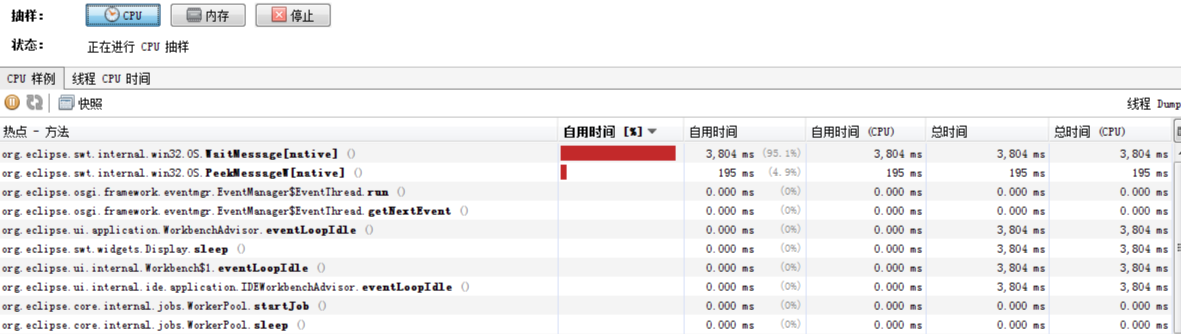 抽样: CPU 内存 停止
状态: 正在进行 CPU 抽样
CPU 样例 线程 CPU 时间
快照 线程 Dump
热点 - 方法 自用时间 [%] 自用时间 自用时间 (CPU) 总时间 总时间 (CPU)
org.eclipse.swt.internal.win32.OS.WaitMessage[native] () 3,804 ms (95.1%) 3,804 ms 3,804 ms 3,804 ms
org.eclipse.swt.internal.win32.OS.PeekMessageW[native] () 195 ms (4.9%) 195 ms 195 ms 195 ms
org.eclipse.osgi.framework.eventmgr.EventManager$EventThread.run () 0.000 ms (0%) 0.000 ms 0.000 ms 0.000 ms
org.eclipse.osgi.framework.eventmgr.EventManager$EventThread.getNextEvent () 0.000 ms (0%) 0.000 ms 0.000 ms 0.000 ms
org.eclipse.ui.application.WorkbenchAdvisor.eventLoopIdle () 0.000 ms (0%) 0.000 ms 3,804 ms 3,804 ms
org.eclipse.swt.widgets.Display.sleep () 0.000 ms (0%) 0.000 ms 3,804 ms 3,804 ms
org.eclipse.ui.internal.Workbench$1.eventLoopIdle () 0.000 ms (0%) 0.000 ms 3,804 ms 3,804 ms
org.eclipse.ui.internal.ide.application.IDEWorkbenchAdvisor.eventLoopIdle () 0.000 ms (0%) 0.000 ms 3,804 ms 3,804 ms
org.eclipse.core.internal.jobs.WorkerPool.startJob () 0.000 ms (0%) 0.000 ms 0.000 ms 0.000 ms
org.eclipse.core.internal.jobs.WorkerPool.sleep () 0.000 ms (0%) 0.000 ms 0.000 ms 0.000 ms